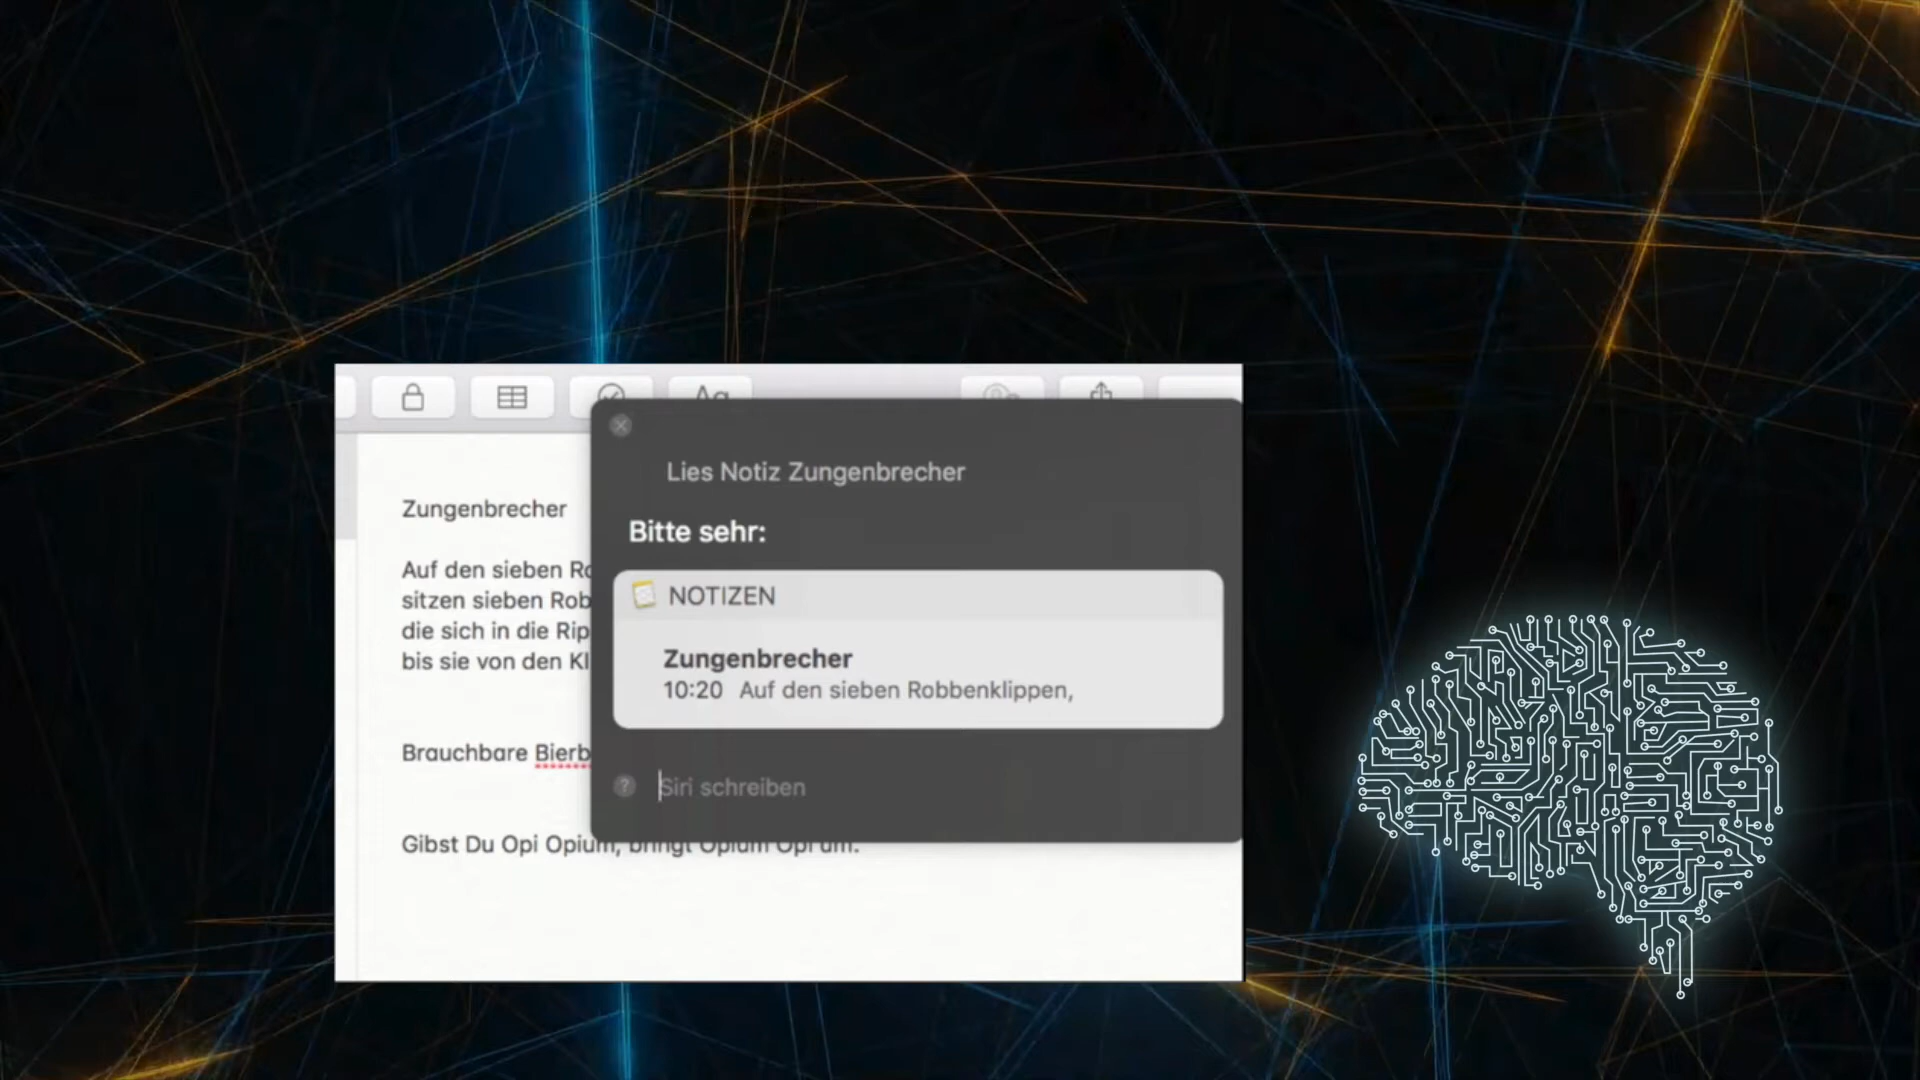 Aa
Lies Notiz Zungenbrecher
Bitte sehr:
NOTIZEN
Zungenbrecher
10:20 Auf den sieben Robbenklippen,
? Siri schreiben
Zungenbrecher
Auf den sieben
sitzen sieben Rob
die sich in die Rip
bis sie von den Kl
Brauchbare Bierb
Gibst Du Opi Opium, bringt Opium Opi um.